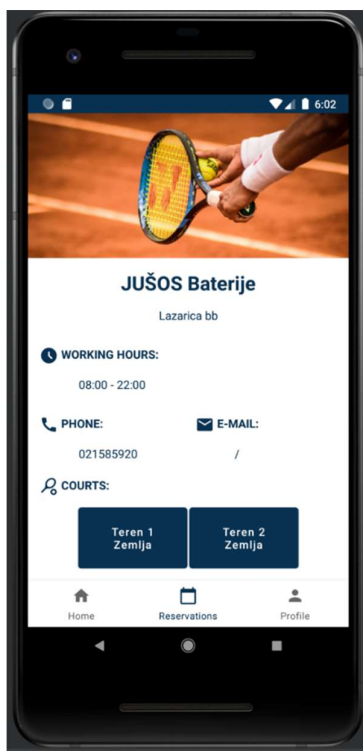 6:02
JUŠOS Baterije
Lazarica bb
WORKING HOURS:
08:00 - 22:00
PHONE: E-MAIL:
021585920 /
COURTS:
Teren 1 Teren 2
Zemlja Zemlja
Home Reservations Profile